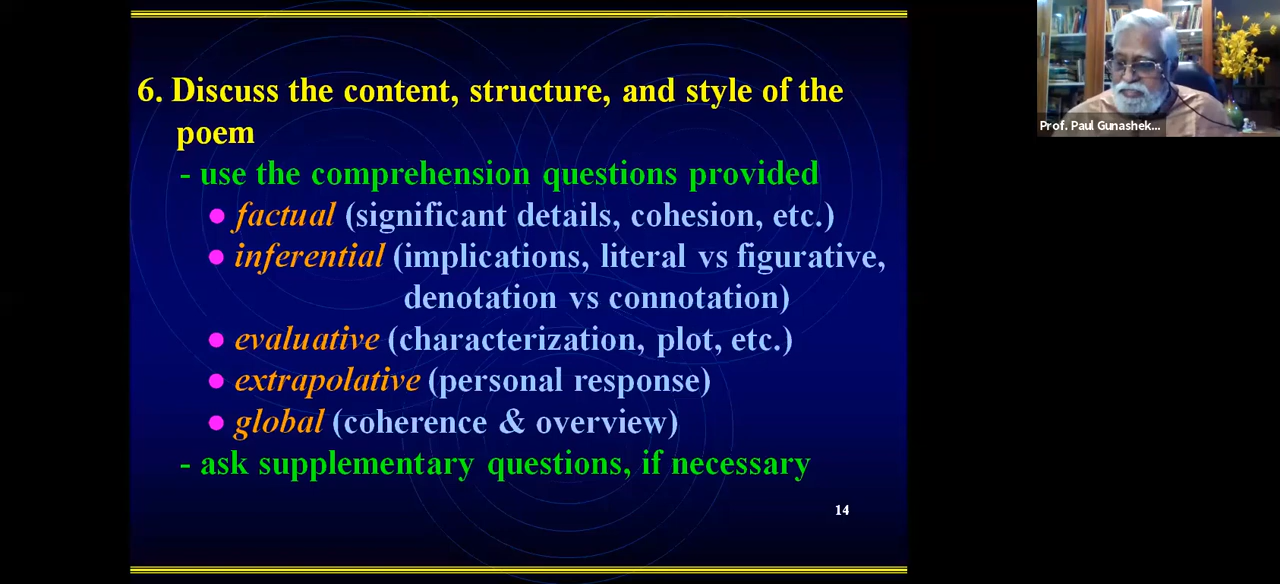 6. Discuss the content, structure, and style of the
poem
- use the comprehension questions provided
● factual (significant details, cohesion, etc.)
● inferential (implications, literal vs figurative,
denotation vs connotation)
● evaluative (characterization, plot, etc.)
● extrapolative (personal response)
● global (coherence & overview)
- ask supplementary questions, if necessary
14
Prof. Paul Gunashek...